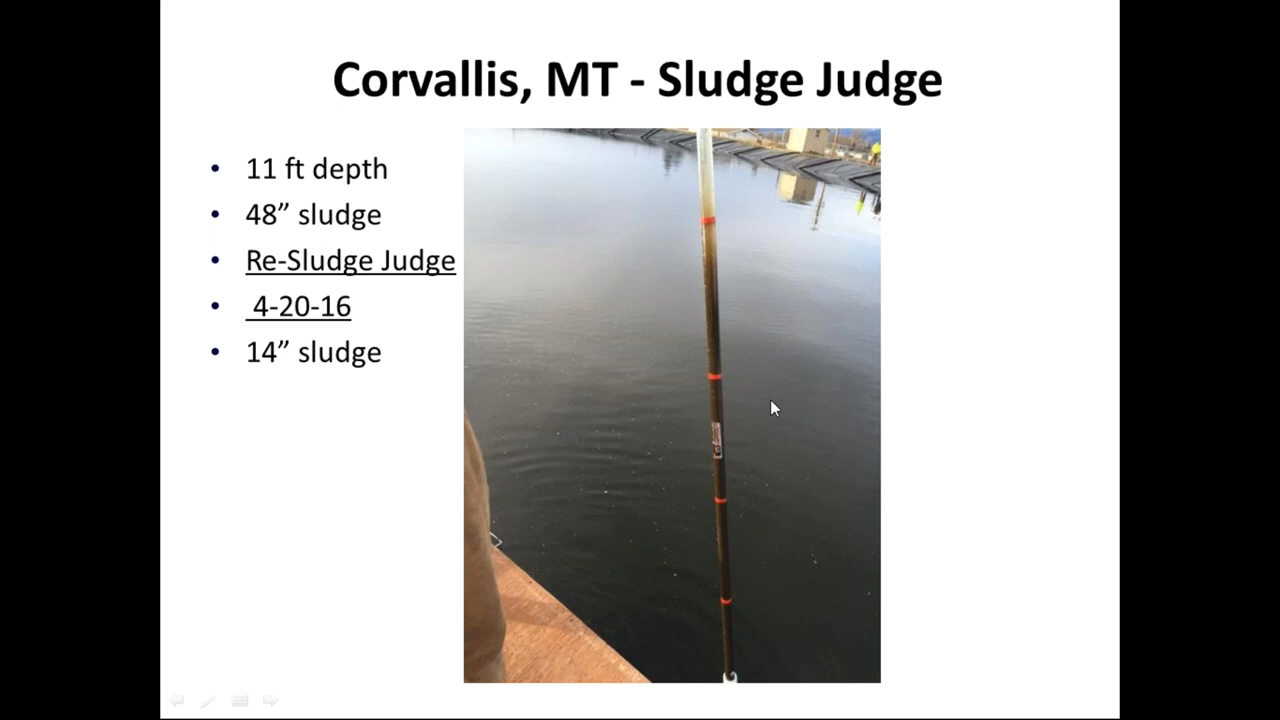 Corvallis, MT - Sludge Judge
• 11 ft depth
• 48” sludge
• Re-Sludge Judge
• 4-20-16
• 14” sludge